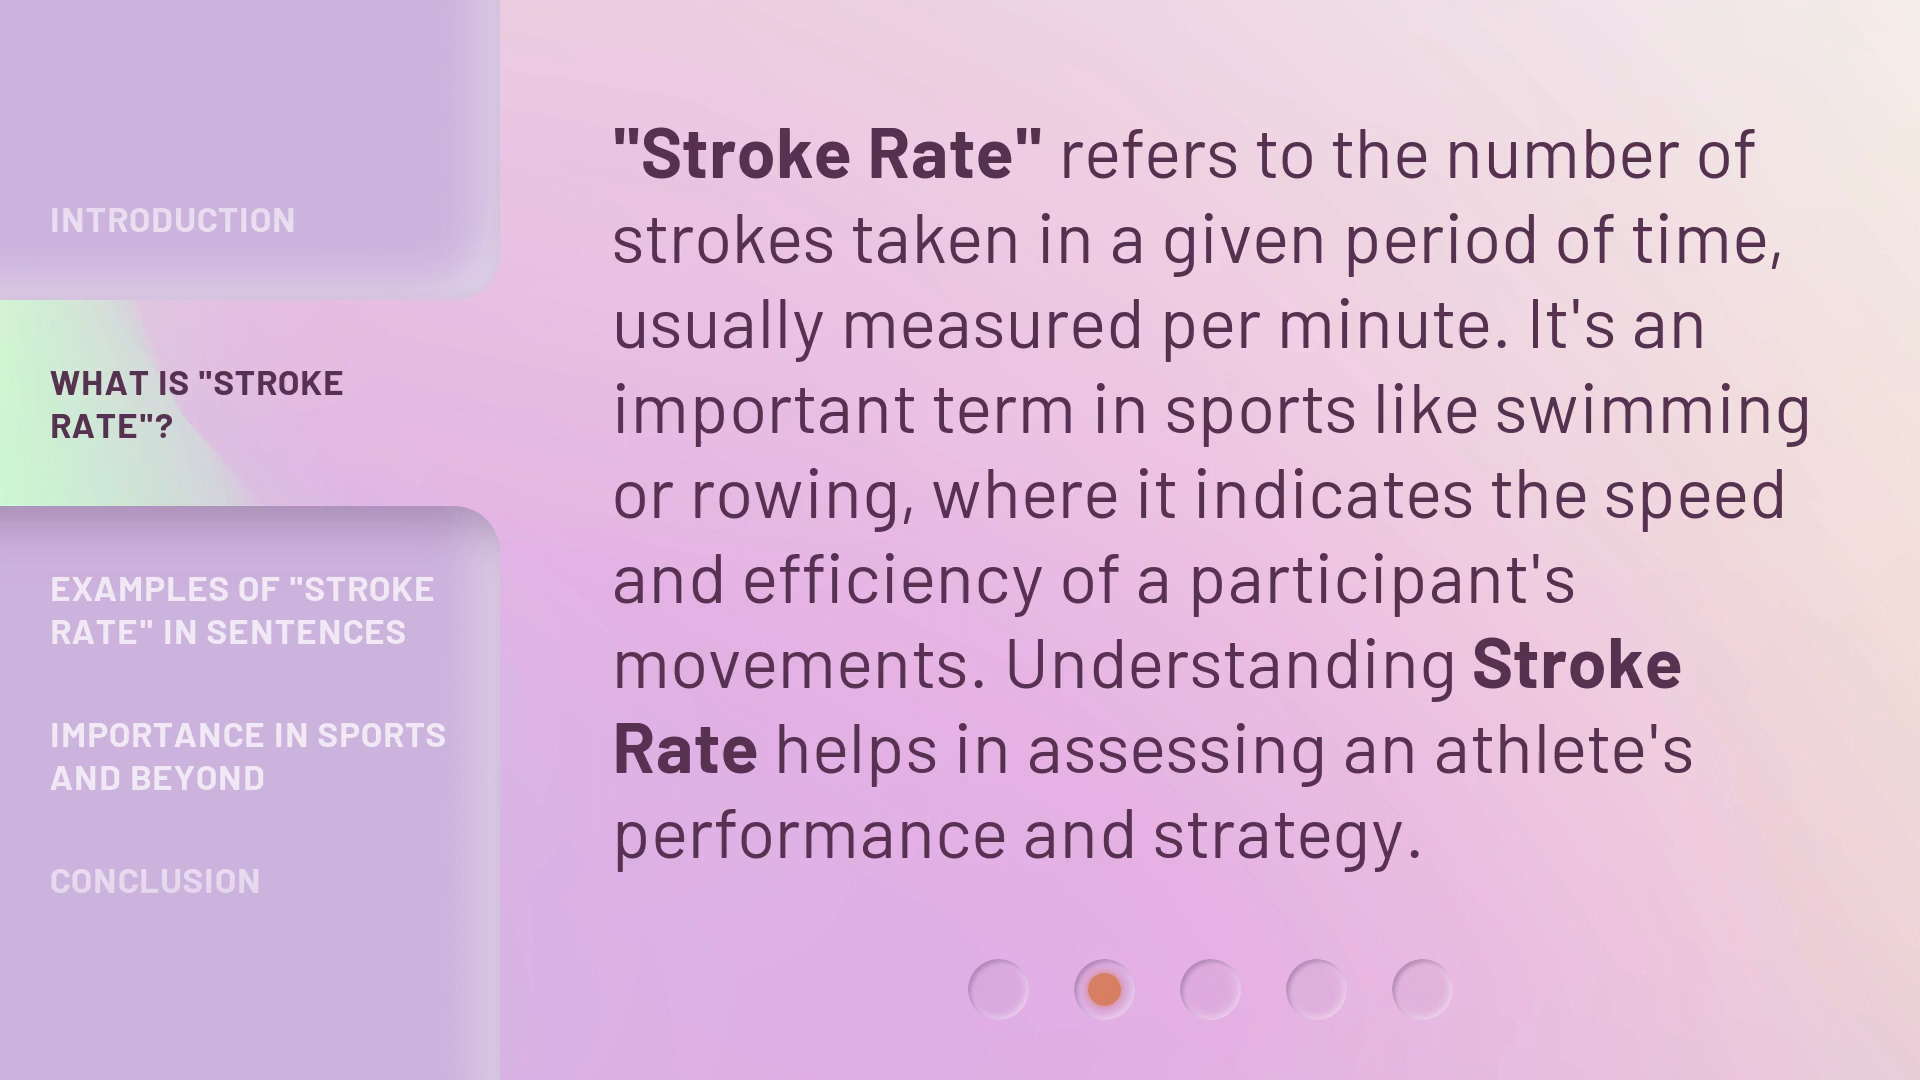 INTRODUCTION
WHAT IS "STROKE
RATE"?
EXAMPLES OF "STROKE
RATE" IN SENTENCES
IMPORTANCE IN SPORTS
AND BEYOND
CONCLUSION
"Stroke Rate" refers to the number of
strokes taken in a given period of time,
usually measured per minute. It's an
important term in sports like swimming
or rowing, where it indicates the speed
and efficiency of a participant's
movements. Understanding Stroke
Rate helps in assessing an athlete's
performance and strategy.